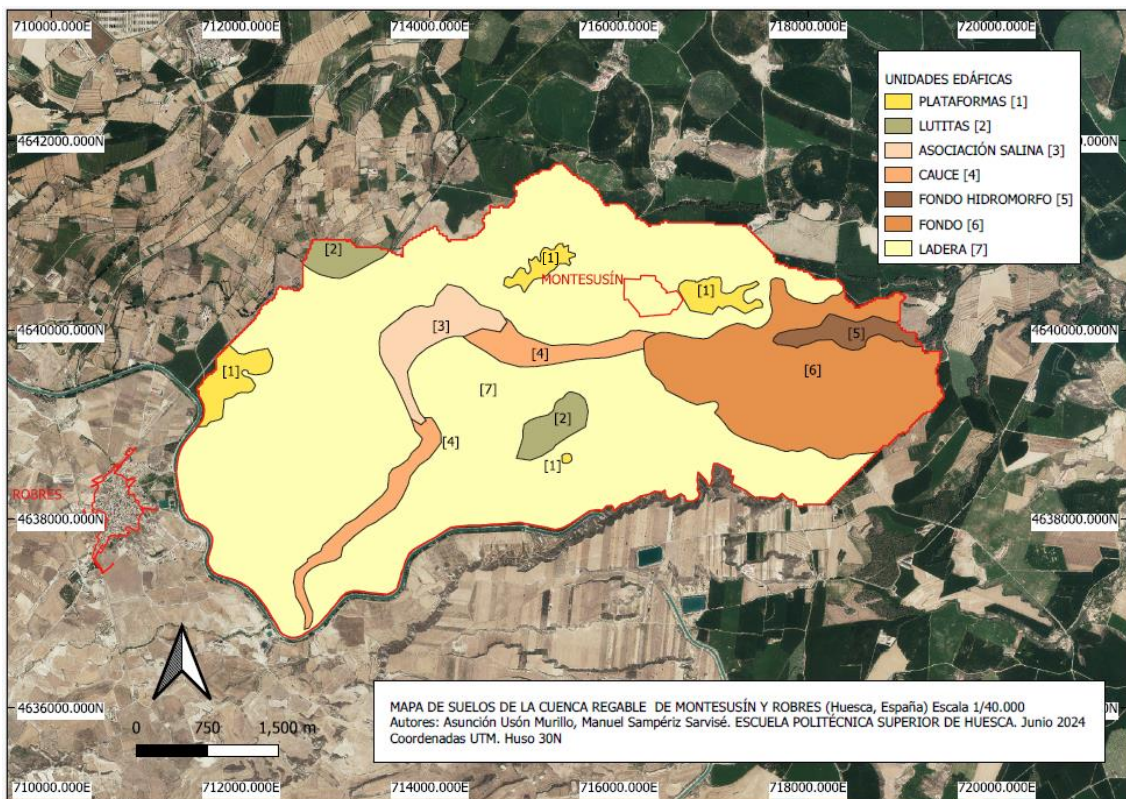 710000.000E 712000.000E 714000.000E 716000.000E 718000.000E 720000.000E
UNIDADES EDÁFICAS
PLATAFORMAS [1]
LUTITAS [2]
ASOCIACIÓN SALINA [3]
CAUCE [4]
FONDO HIDROMORFO [5]
FONDO [6]
LADERA [7]
4642000.000N
[2]
[1]
MONTESUSÍN
[1]
[3]
4640000.000N
[5]
4640000.000N
[4]
[1]
[6]
[7]
[2]
[4]
[1]
ROBRES
4638000.000N
4638000.000N
4636000.000N
0 750 1,500 m
MAPA DE SUELOS DE LA CUENCA REGABLE DE MONTESUSÍN Y ROBRES (Huesca, España) Escala 1/40.000
Autores: Asunción Usón Murillo, Manuel Sampériz Sarvisé. ESCUELA POLITÉCNICA SUPERIOR DE HUESCA. Junio 2024
Coordenadas UTM. Huso 30N
710000.000E 712000.000E 714000.000E 716000.000E 718000.000E 720000.000E